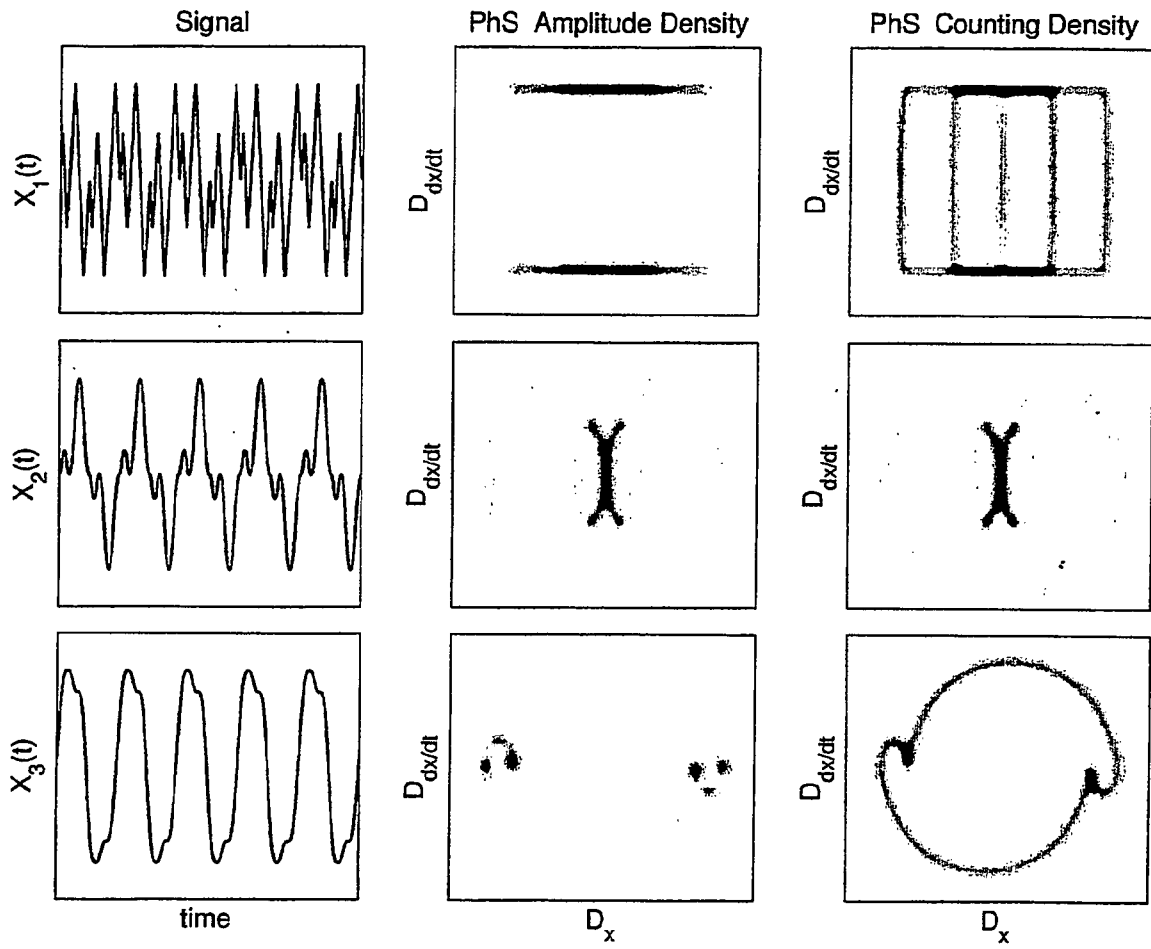 Signal
PhS Amplitude Density
PhS Counting Density
X1(t)
Ddx/dt
Ddx/dt
X2(t)
Ddx/dt
Ddx/dt
X3(t)
Ddx/dt
Ddx/dt
time
Dx
Dx